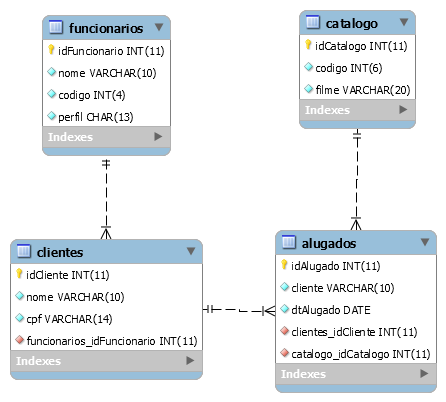 funcionarios
idFuncionario INT(11)
nome VARCHAR(10)
codigo INT(4)
perfil CHAR(13)
Indexes
catalogo
idCatalogo INT(11)
codigo INT(6)
filme VARCHAR(20)
Indexes
clientes
idCliente INT(11)
nome VARCHAR(10)
cpf VARCHAR(14)
funcionarios_idFuncionario INT(11)
Indexes
alugados
idAlugado INT(11)
cliente VARCHAR(10)
dtAlugado DATE
clientes_idCliente INT(11)
catalogo_idCatalogo INT(11)
Indexes